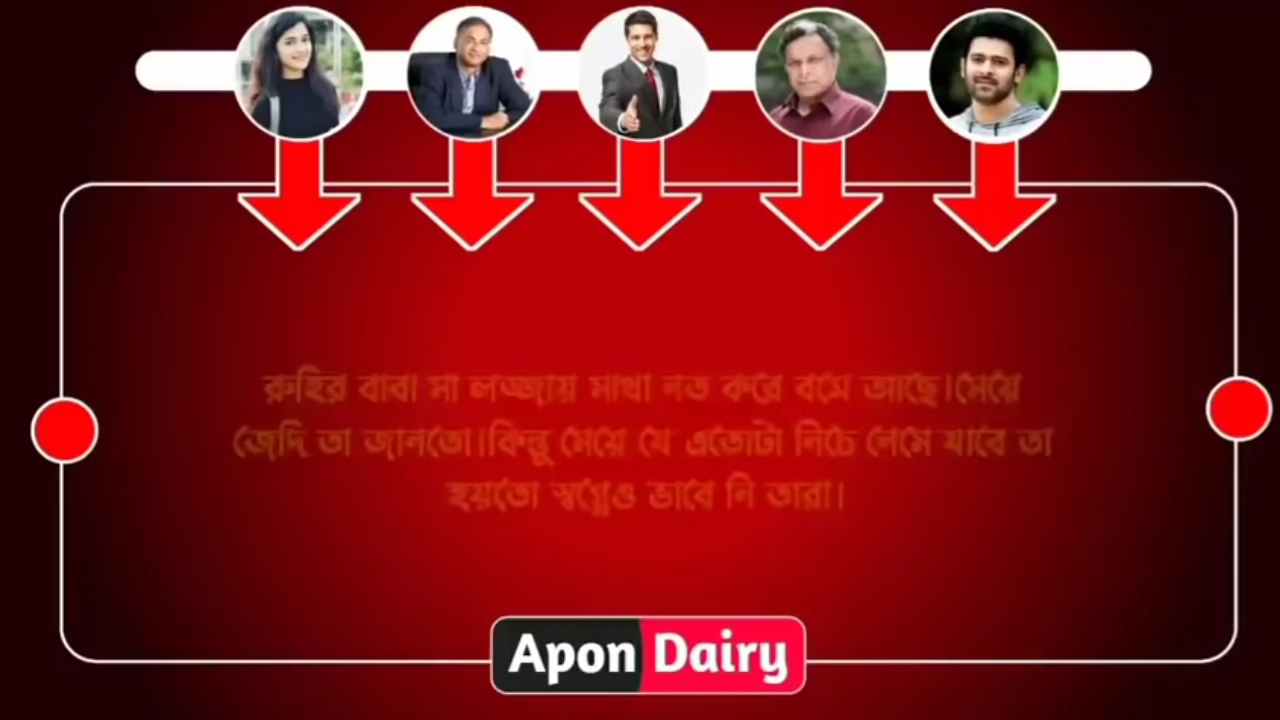 রুহির বাবা মা লজ্জায় মাথা নত করে বসে আছে।মেয়ে
জেদি তা জানতো।কিন্তু মেয়ে যে এতোটা নিচে নেমে যাবে তা
হয়তো স্বপ্নেও ভাবে নি তারা।
Apon Dairy